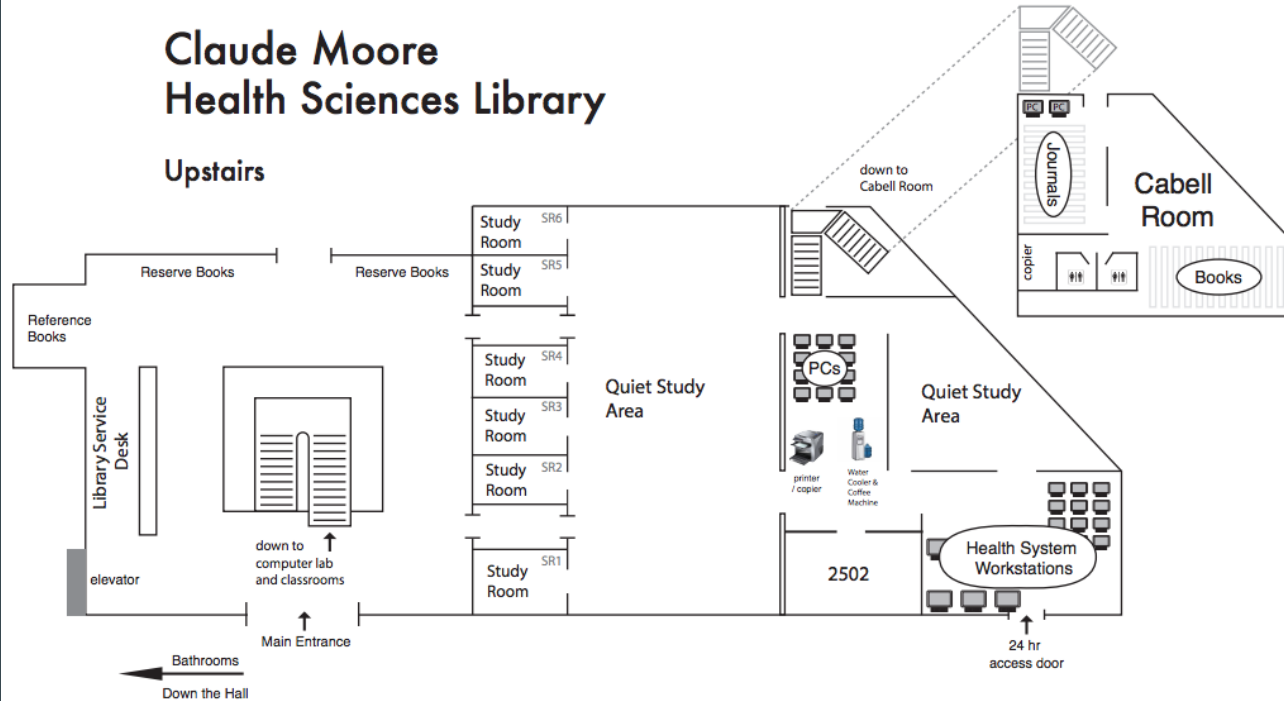 Claude Moore
Health Sciences Library
Upstairs
PC PC
Journals
Cabell
Room
copier
Books
down to
Cabell Room
Reserve Books
Reserve Books
Reference
Books
Library Service
Desk
elevator
down to
computer lab
and classrooms
Main Entrance
Bathrooms
Down the Hall
Study
Room
SR6
Study
Room
SR5
Study
Room
SR4
Study
Room
SR3
Study
Room
SR2
Study
Room
SR1
Quiet Study
Area
PCs
printer
/ copier
Water
Cooler &
Coffee
Machine
Quiet Study
Area
2502
Health System
Workstations
24 hr
access door